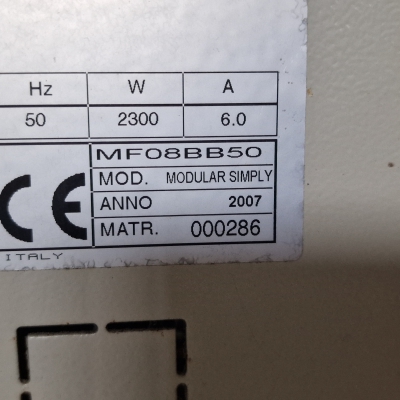 Hz W A
50 2300 6.0
MF08BB50
CE MOD. MODULAR SIMPLY
ANNO 2007
MATR. 000286
ITALY